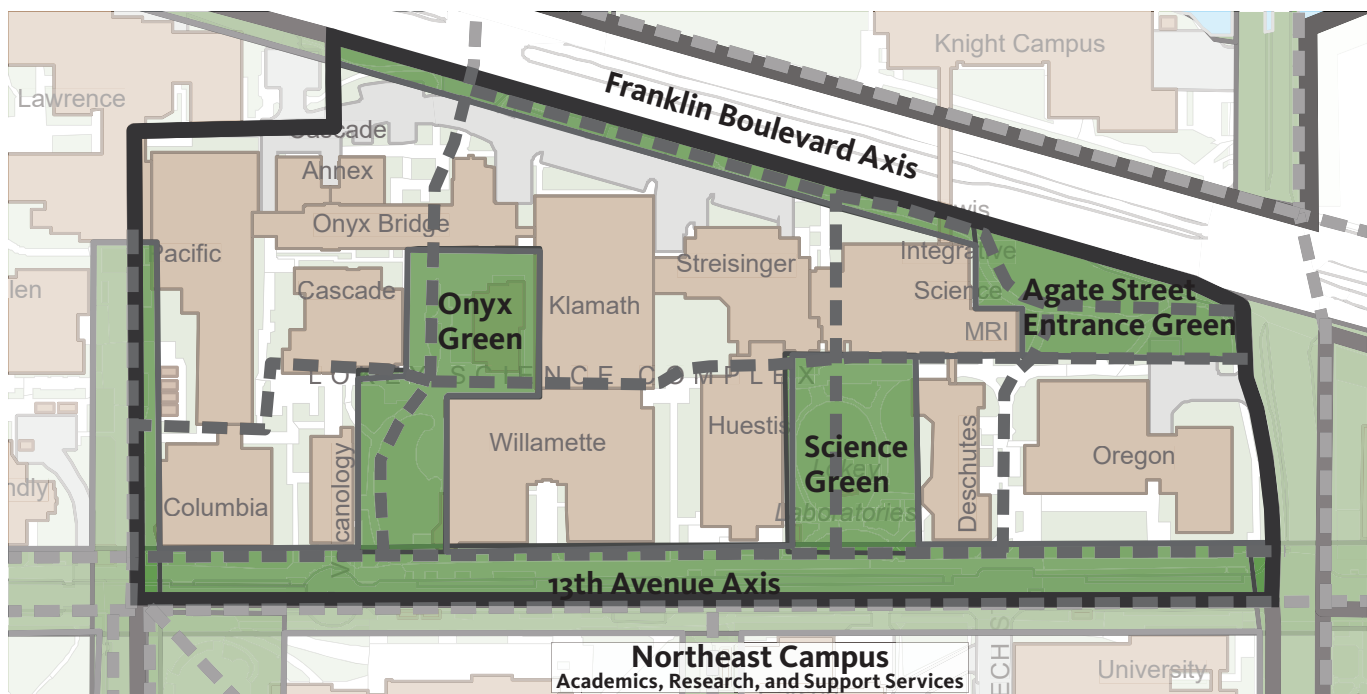 Knight Campus
Lawrence
Franklin Boulevard Axis
Cascade
Annex
Onyx Bridge
Pacific
Streisinger
Integrative
Science
MRI
Agate Street
Entrance Green
Cascade
Onyx
Green
Klamath
LOKEY SCIENCE COMPLEX
Willamette
Huestis
Science
Green
Lokey
Laboratories
Deschutes
Oregon
Columbia
13th Avenue Axis
Northeast Campus
Academics, Research, and Support Services
University